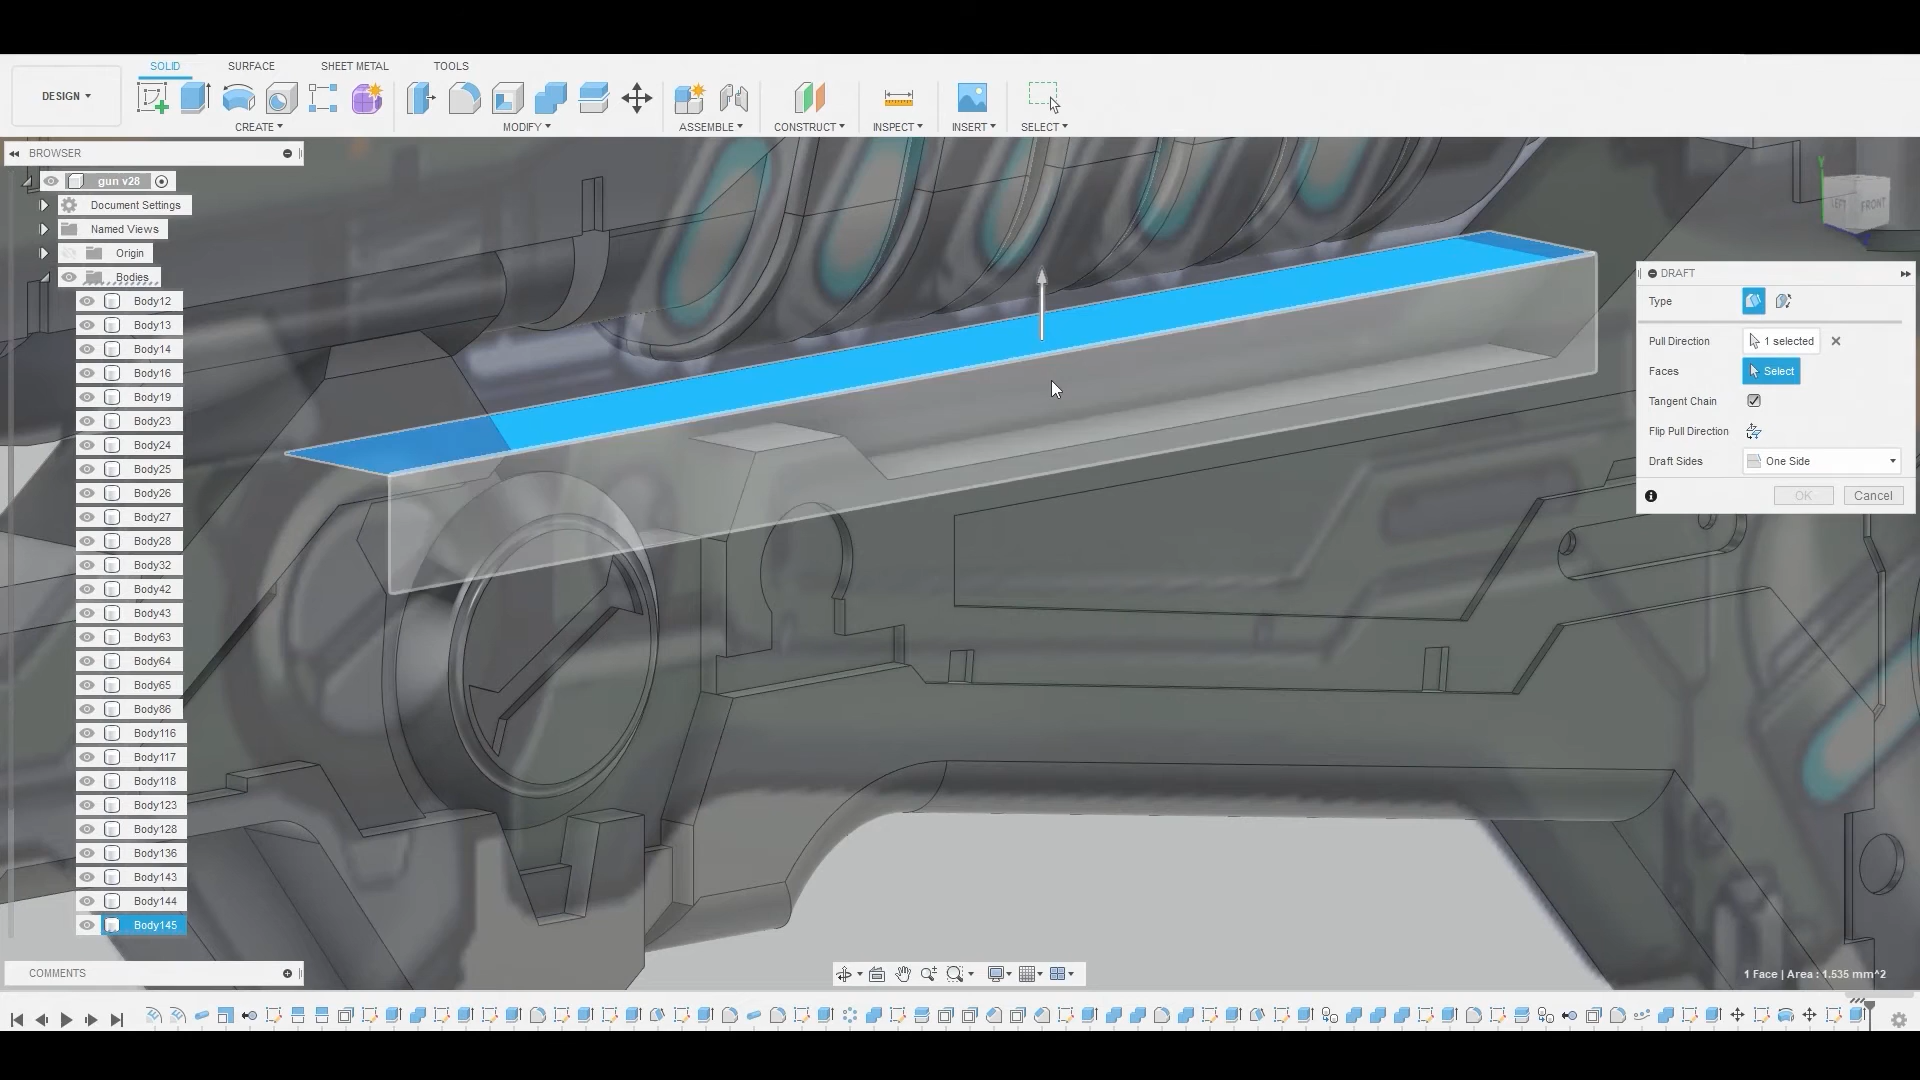 SOLID SURFACE SHEET METAL TOOLS
DESIGN
CREATE MODIFY ASSEMBLE CONSTRUCT INSPECT INSERT SELECT
BROWSER
gun v28
Document Settings
Named Views
Origin
Bodies
Body12
Body13
Body14
Body16
Body19
Body23
Body24
Body25
Body26
Body27
Body28
Body32
Body42
Body43
Body63
Body64
Body65
Body86
Body116
Body117
Body118
Body123
Body128
Body136
Body143
Body144
Body145
COMMENTS
Y
LEFT FRONT
DRAFT
Type
Pull Direction 1 selected
Faces Select
Tangent Chain
Flip Pull Direction
Draft Sides One Side
OK Cancel
1 Face | Area : 1.535 mm^2